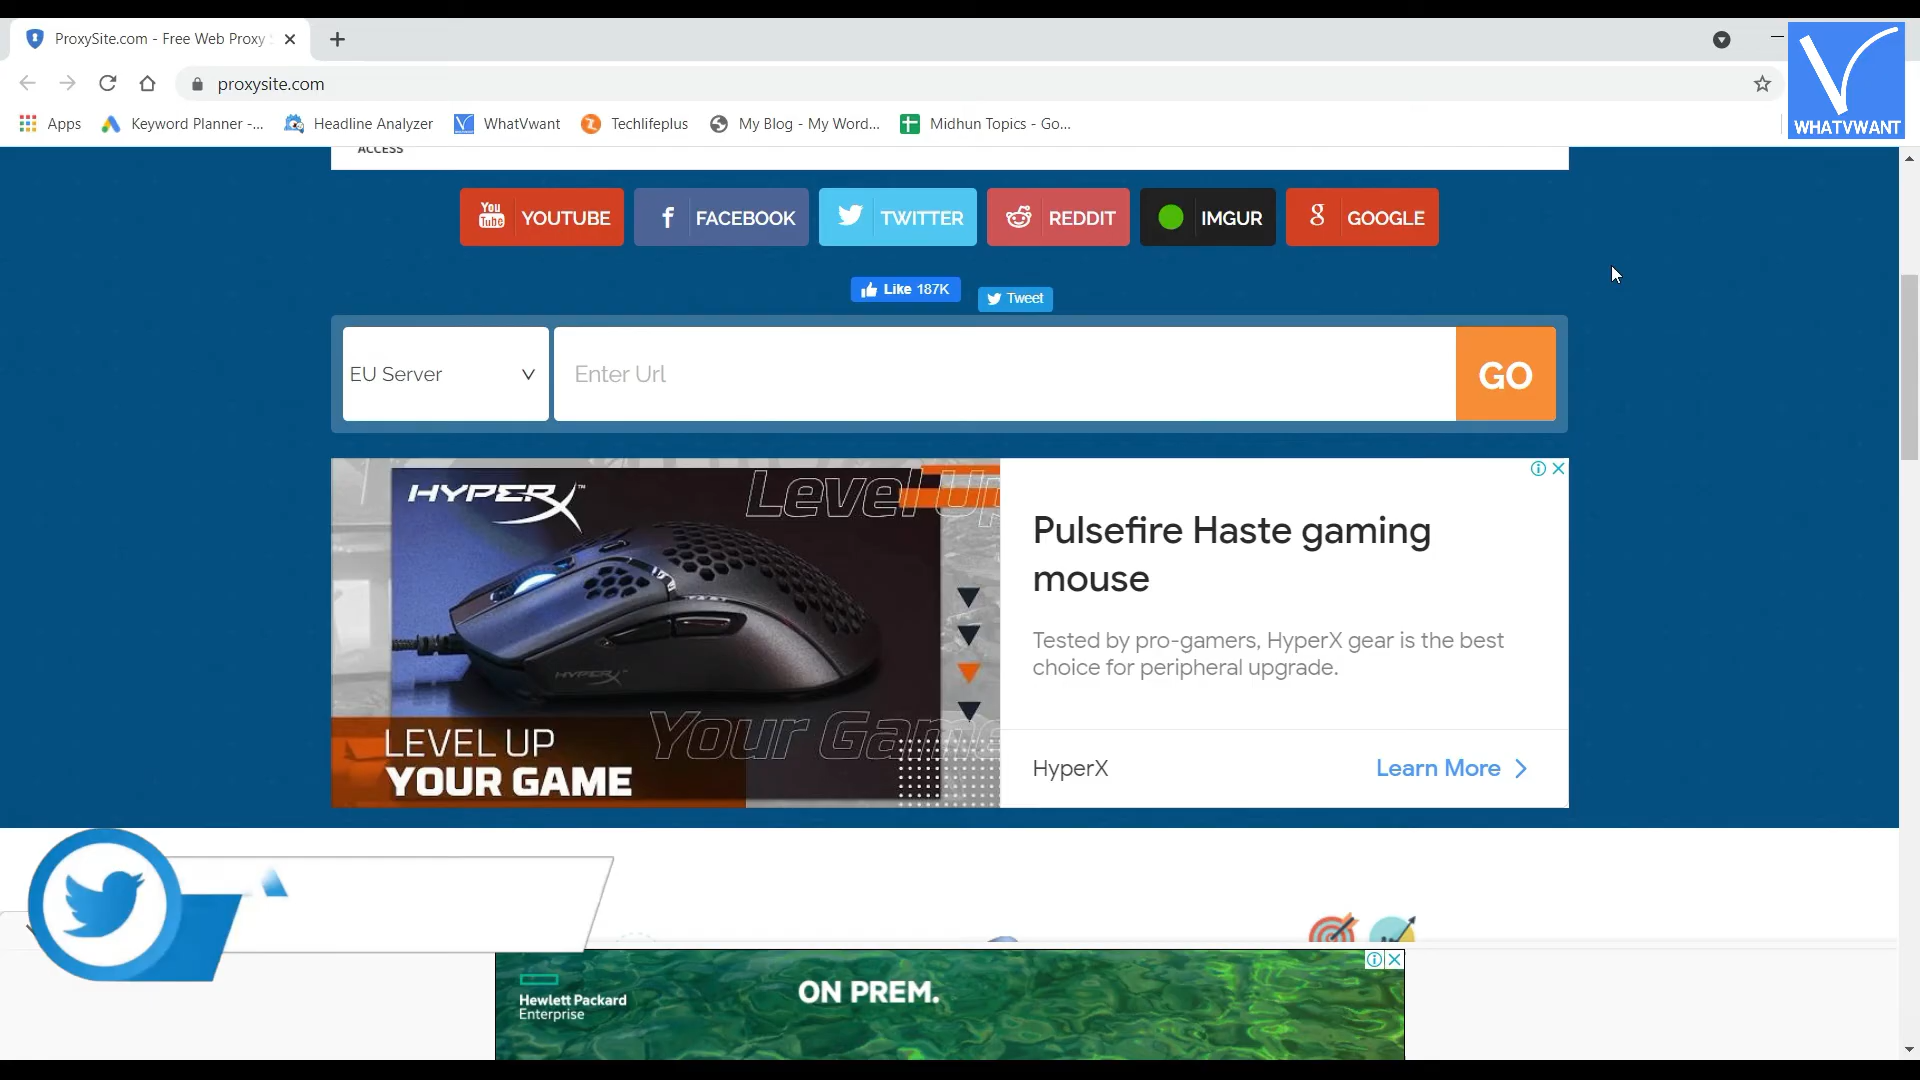 ProxySite.com - Free Web Proxy
proxysite.com
Apps
Keyword Planner -...
Headline Analyzer
WhatVwant
Techlifeplus
My Blog - My Word...
Midhun Topics - Go...
WHATVWANT
ACCESS
You
Tube
YOUTUBE
f FACEBOOK
TWITTER
REDDIT
IMGUR
g GOOGLE
Like 187K
Tweet
EU Server
Enter Url
GO
HYPERX™
Level Up
HYPERX
Your Game
LEVEL UP
YOUR GAME
Pulsefire Haste gaming
mouse
Tested by pro-gamers, HyperX gear is the best
choice for peripheral upgrade.
HyperX
Learn More
Hewlett Packard
Enterprise
ON PREM.